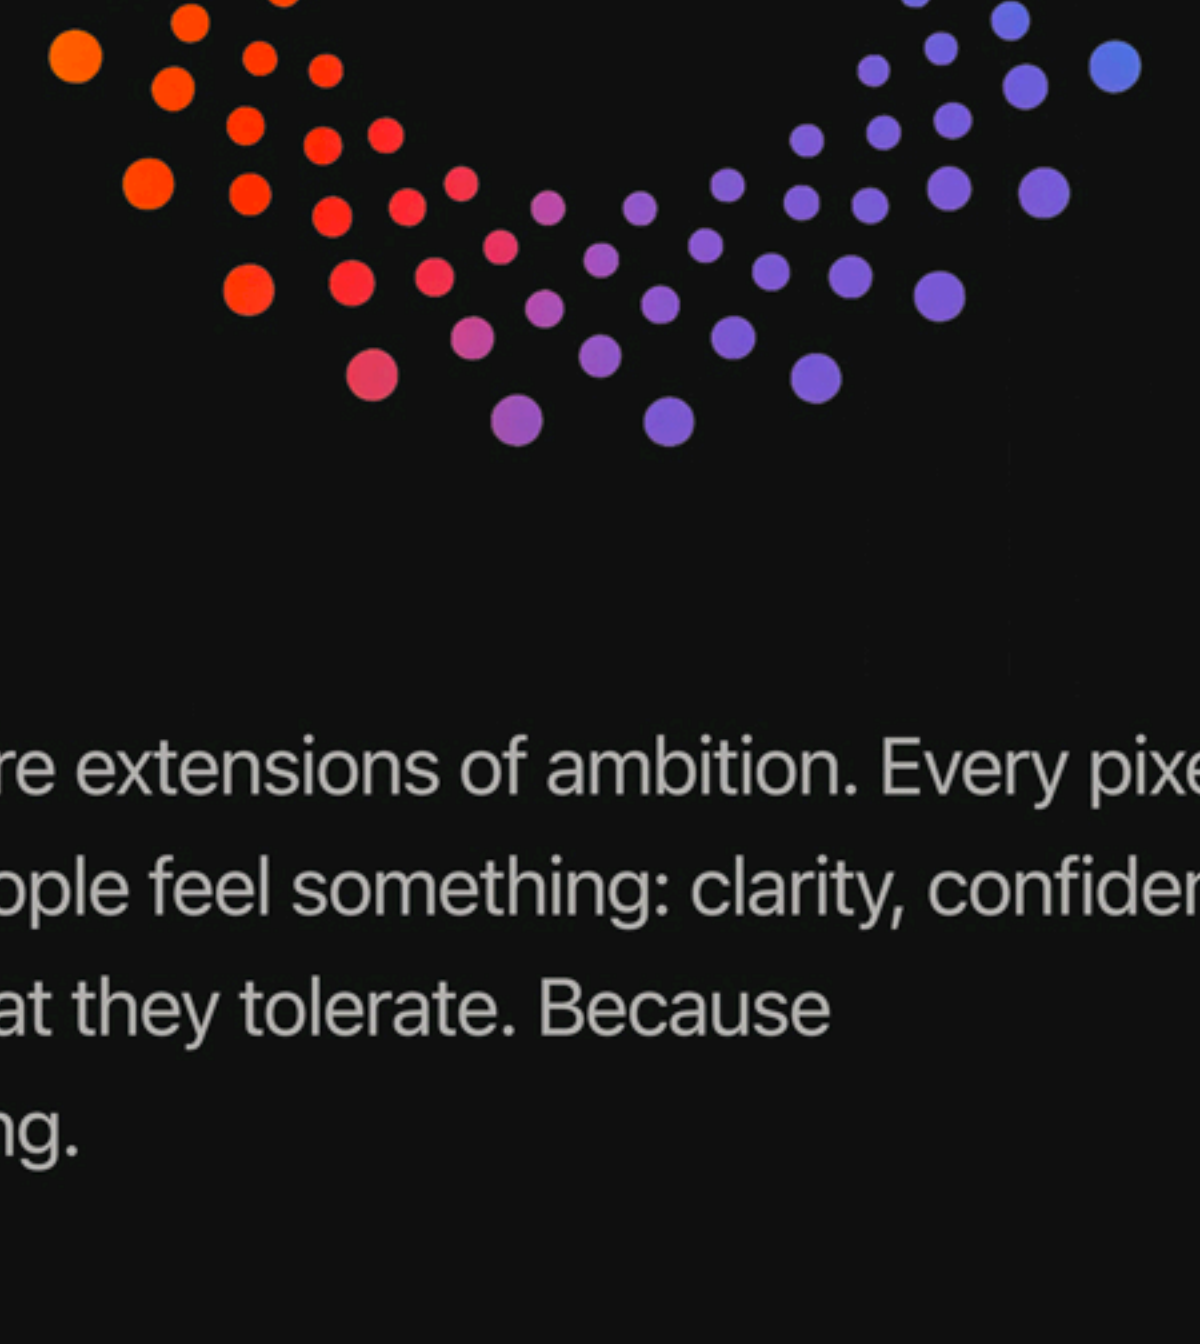 re extensions of ambition. Every pixe
ople feel something: clarity, confider
at they tolerate. Because
ng.